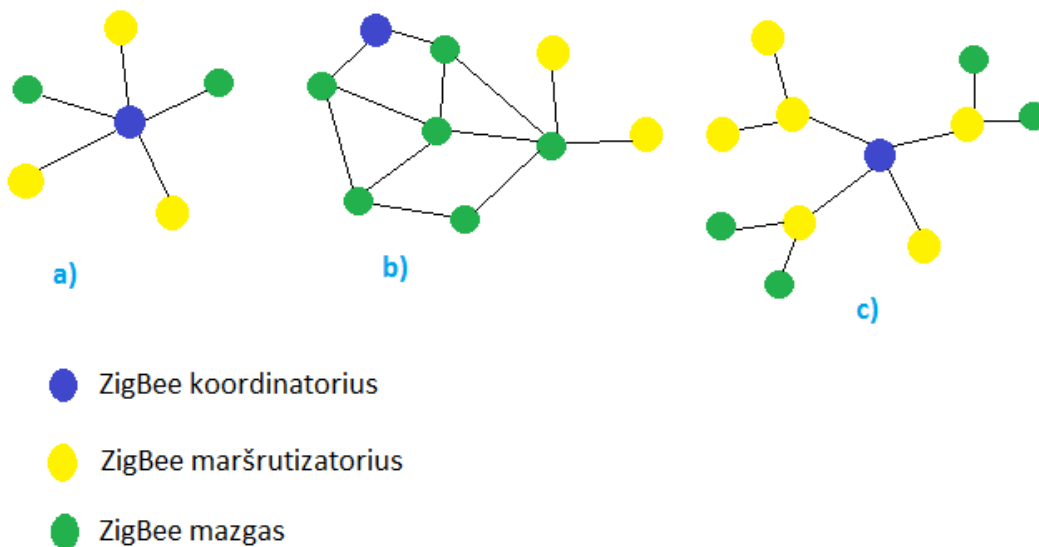 a)
b)
c)
ZigBee koordinatorius
ZigBee maršrutizatorius
ZigBee mazgas